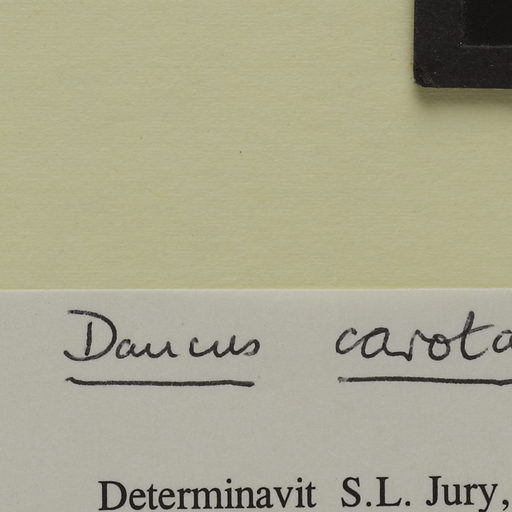 Daucus carota
Determinavit S.L. Jury,